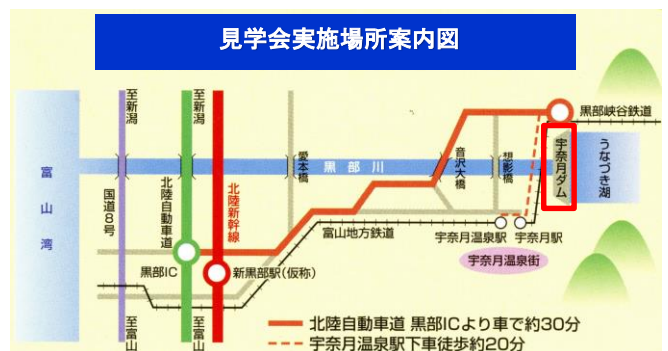 見学会実施場所案内図
至新潟
至新潟
黒部峡谷鉄道
富山湾
国道8号
北陸自動車道
北陸新幹線
愛本橋
黒部川
音沢大橋
想影橋
宇奈月ダム
うなづき湖
富山地方鉄道
宇奈月温泉駅
宇奈月駅
宇奈月温泉街
黒部IC
新黒部駅(仮称)
至富山
至富山
北陸自動車道 黒部ICより車で約30分
宇奈月温泉駅下車徒歩約20分